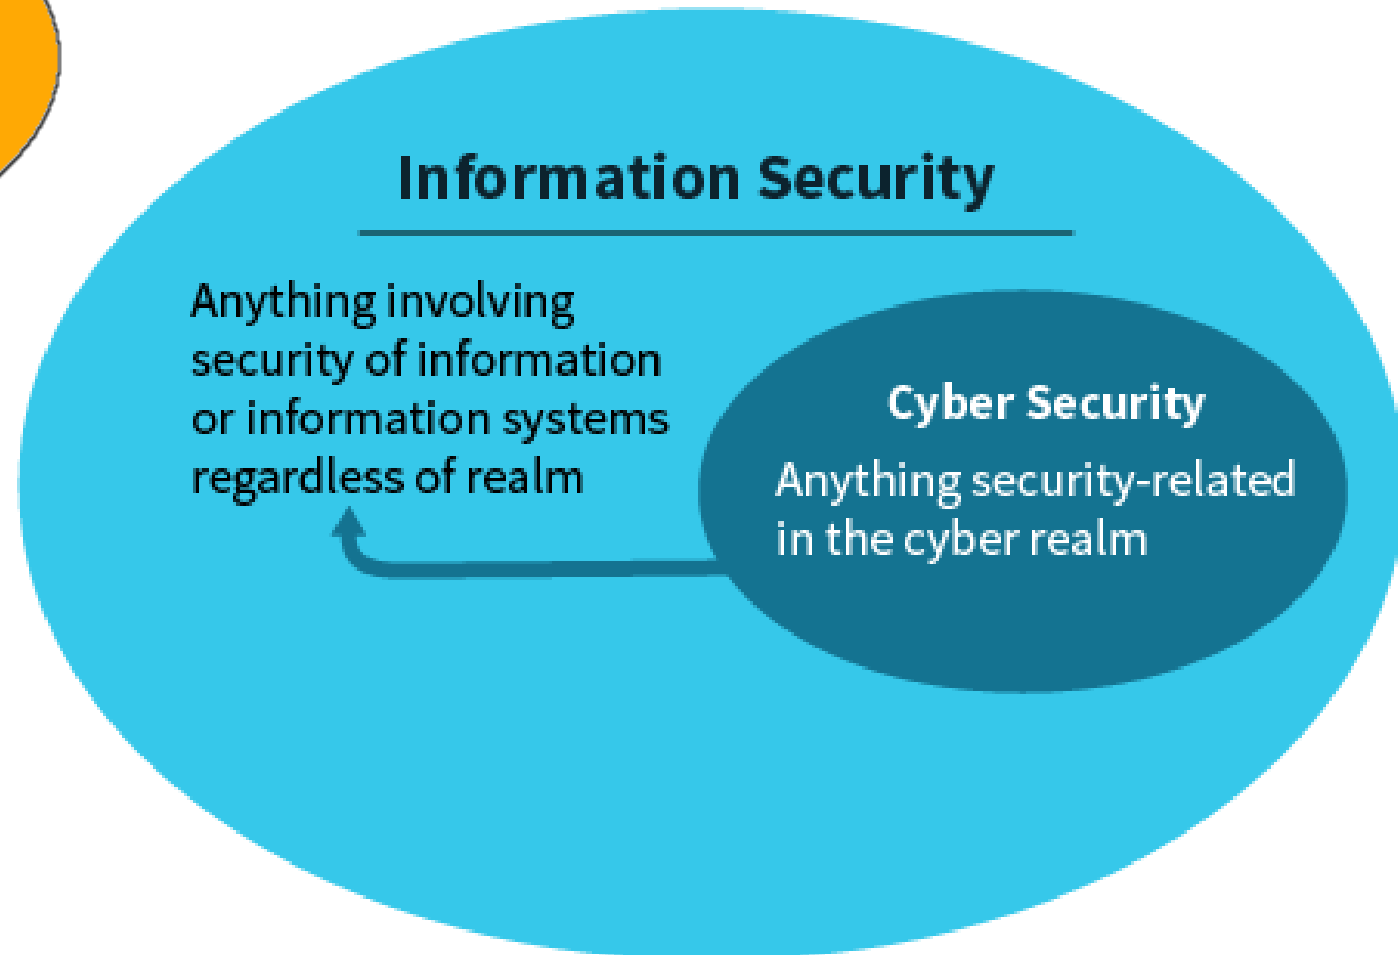 Information Security
Anything involving
security of information
or information systems
regardless of realm
Cyber Security
Anything security-related
in the cyber realm